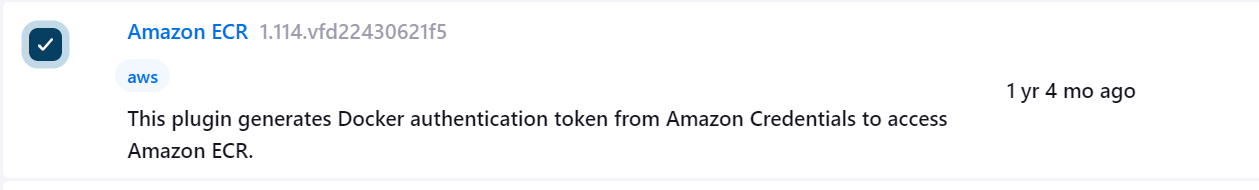 Amazon ECR 1.114.vfd22430621f5
aws
1 yr 4 mo ago
This plugin generates Docker authentication token from Amazon Credentials to access
Amazon ECR.